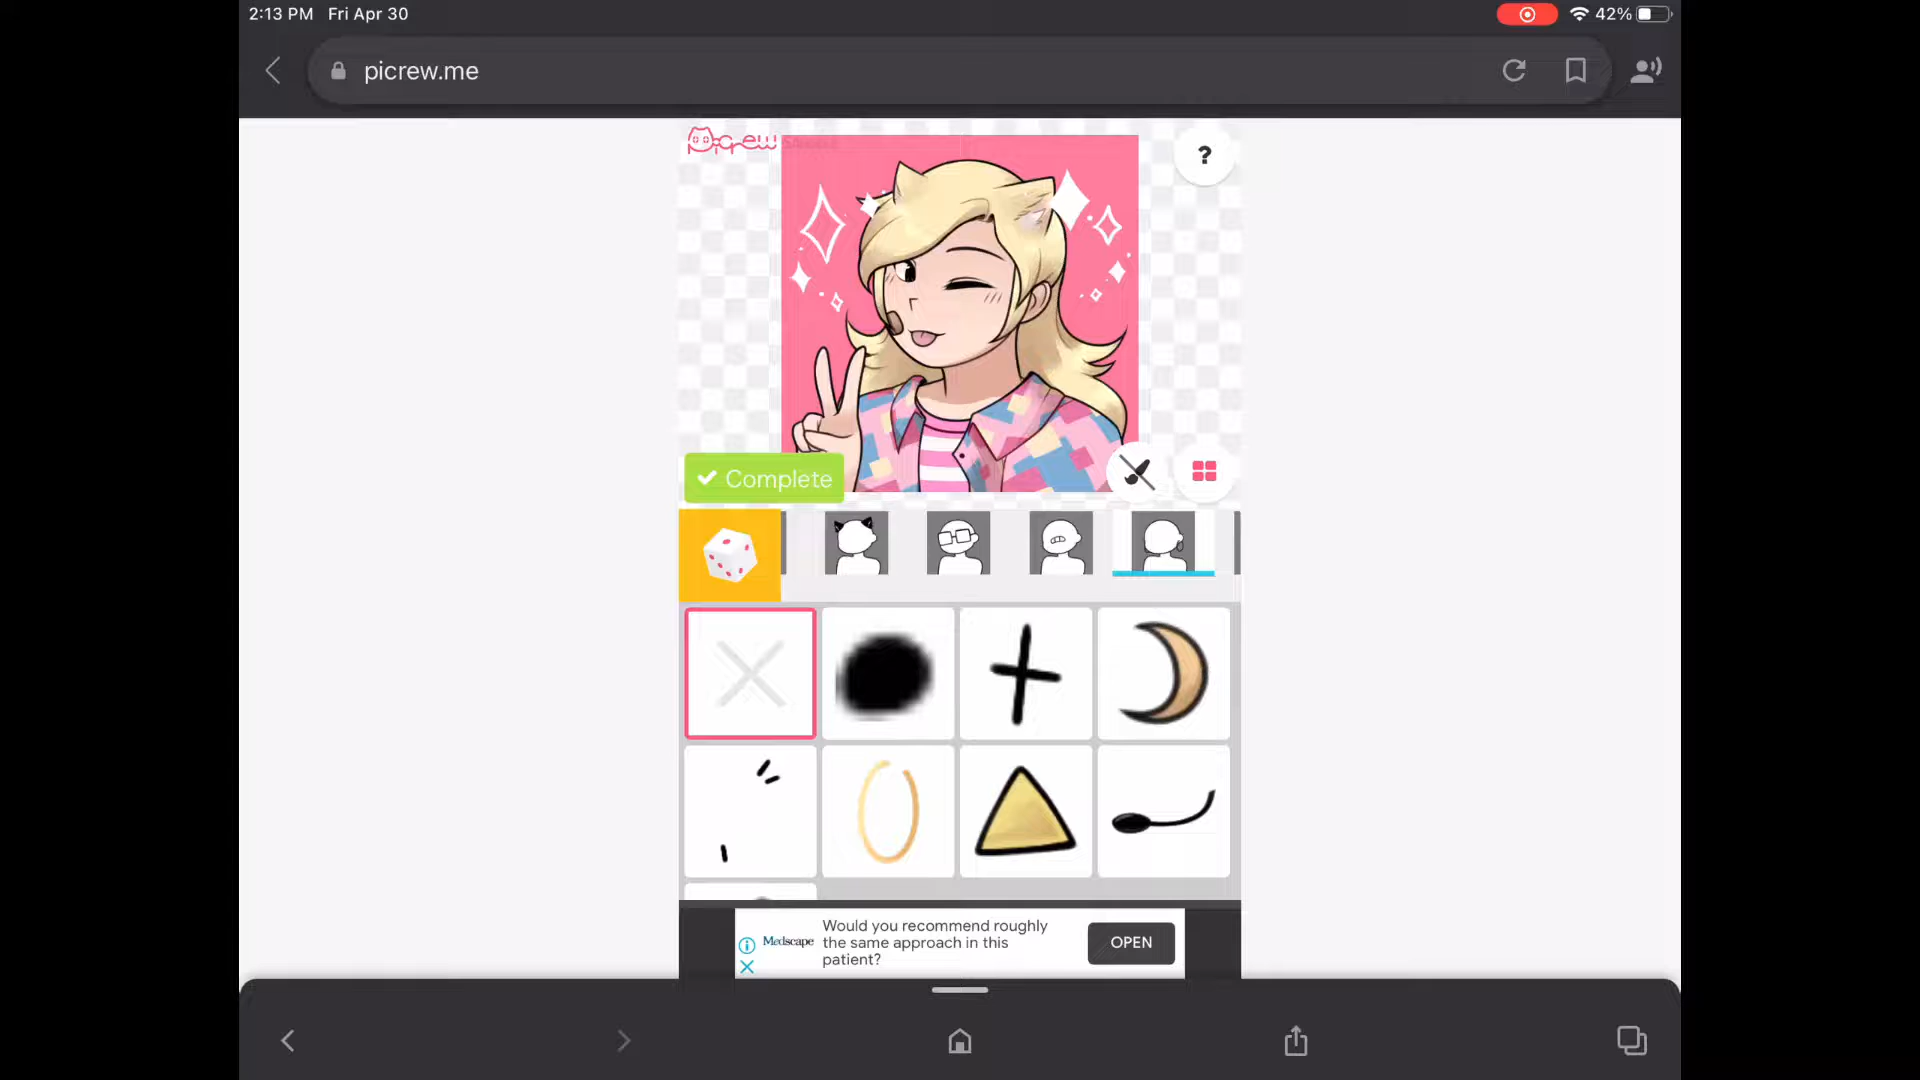 2:13 PM Fri Apr 30
42%
picrew.me
picrew
?
Complete
Would you recommend roughly
Medscape the same approach in this
patient?
OPEN